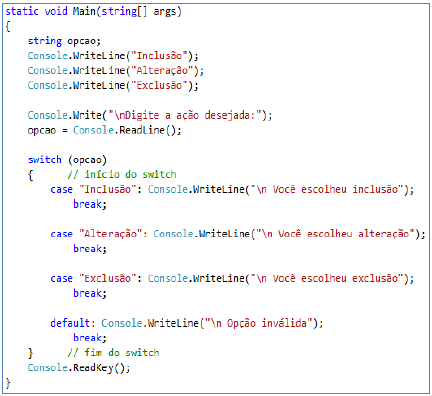 static void Main(string[] args)
{
    string opcao;
    Console.WriteLine("Inclusão");
    Console.WriteLine("Alteração");
    Console.WriteLine("Exclusão");

    Console.Write("\nDigite a ação desejada:");
    opcao = Console.ReadLine();

    switch (opcao)
    {      // início do switch
        case "Inclusão": Console.WriteLine("\n Você escolheu inclusão");
            break;

        case "Alteração": Console.WriteLine("\n Você escolheu alteração");
            break;

        case "Exclusão": Console.WriteLine("\n Você escolheu exclusão");
            break;

        default: Console.WriteLine("\n Opção inválida");
            break;
    }      // fim do switch
    Console.ReadKey();
}